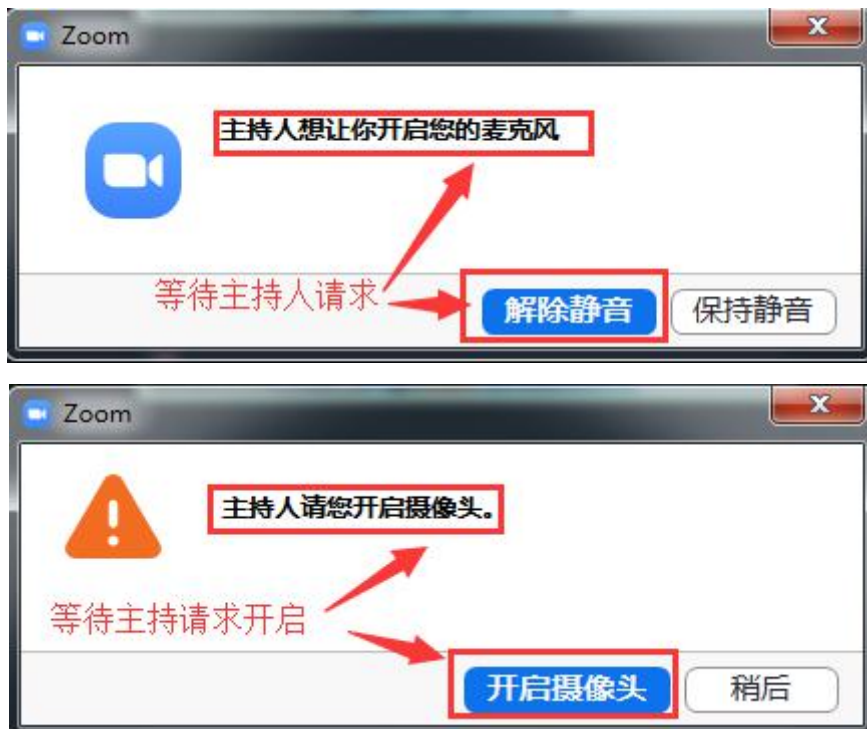 Zoom
主持人想让你开启您的麦克风
等待主持人请求
解除静音
保持静音
Zoom
主持人请您开启摄像头。
等待主持请求开启
开启摄像头
稍后